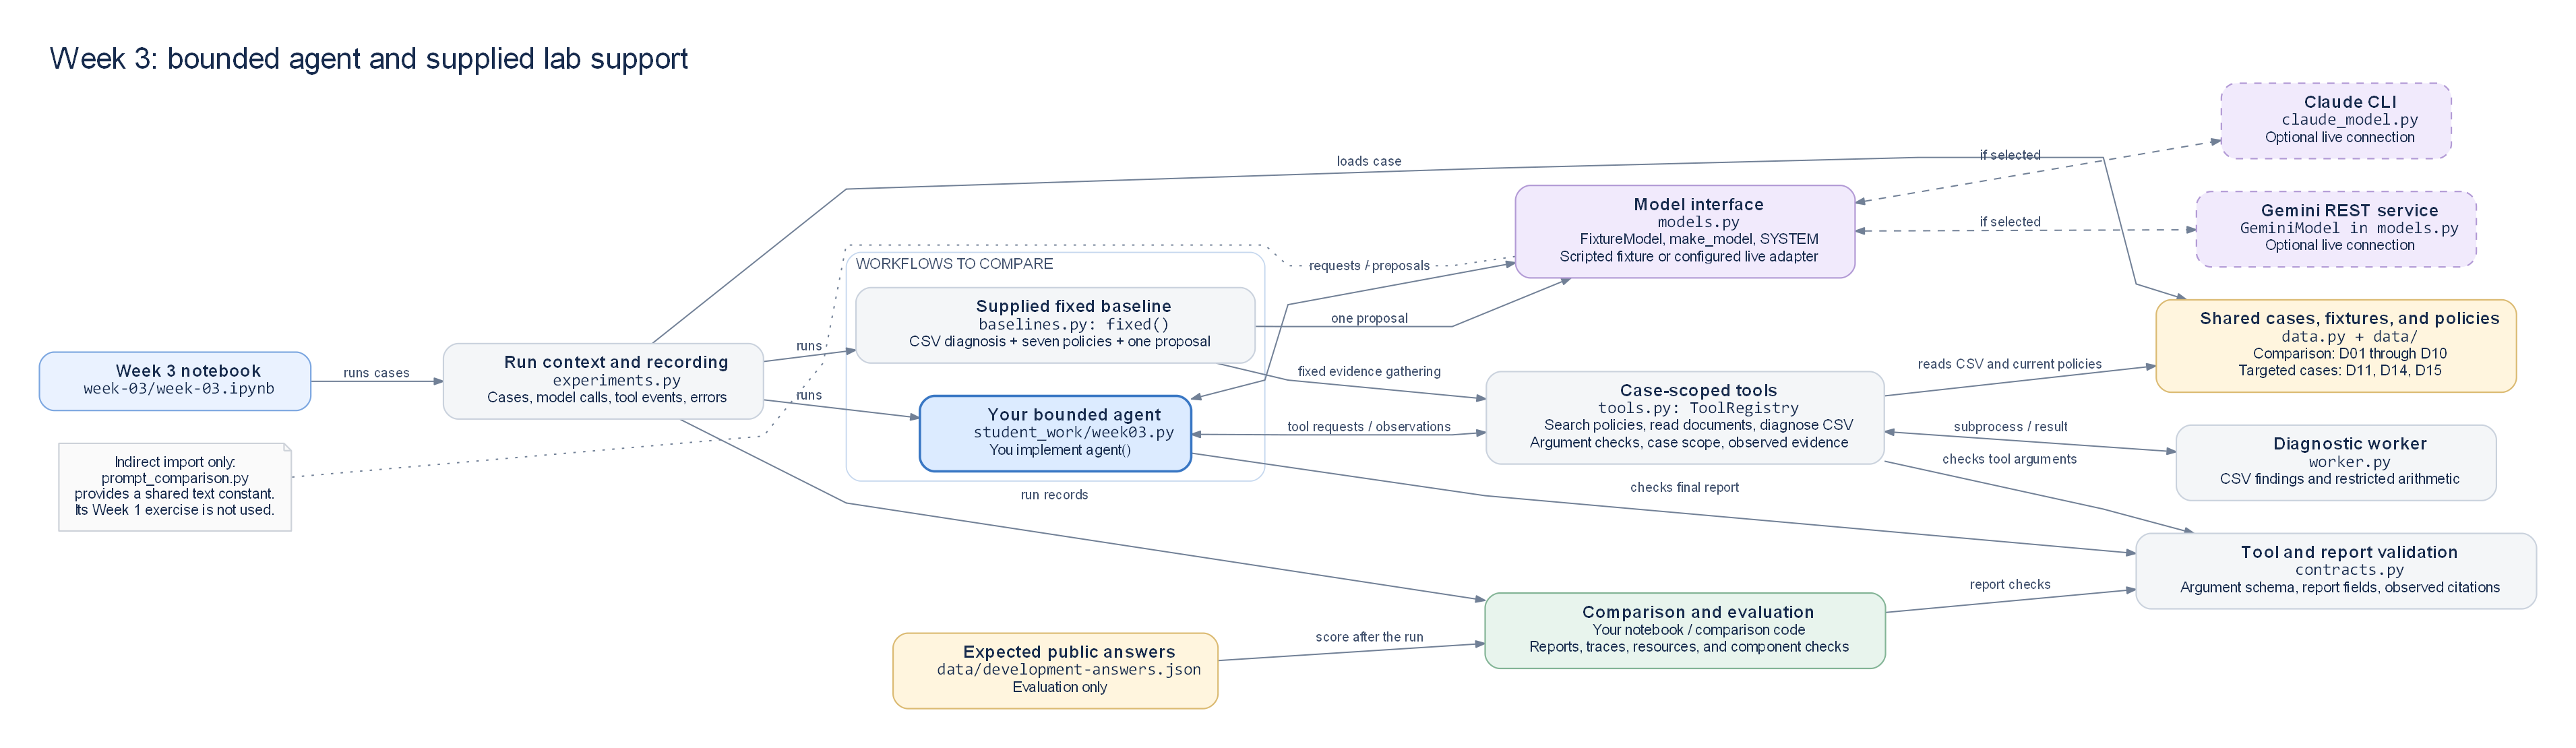 Week 3: bounded agent and supplied lab support
Claude CLI
claude_model.py
Optional live connection
loads case
if selected
Model interface
models.py
FixtureModel, make_model, SYSTEM
Scripted fixture or configured live adapter
if selected
Gemini REST service
GeminiModel in models.py
Optional live connection
WORKFLOWS TO COMPARE
requests / proposals
Supplied fixed baseline
baselines.py: fixed()
CSV diagnosis + seven policies + one proposal
one proposal
Shared cases, fixtures, and policies
data.py + data/
Comparison: D01 through D10
Targeted cases: D11, D14, D15
Week 3 notebook
week-03/week-03.ipynb
runs cases
Run context and recording
experiments.py
Cases, model calls, tool events, errors
runs
runs
fixed evidence gathering
reads CSV and current policies
Your bounded agent
student_work/week03.py
You implement agent()
tool requests / observations
Case-scoped tools
tools.py: ToolRegistry
Search policies, read documents, diagnose CSV
Argument checks, case scope, observed evidence
subprocess / result
Diagnostic worker
worker.py
CSV findings and restricted arithmetic
checks tool arguments
Indirect import only:
prompt_comparison.py
provides a shared text constant.
Its Week 1 exercise is not used.
run records
checks final report
Tool and report validation
contracts.py
Argument schema, report fields, observed citations
report checks
Comparison and evaluation
Your notebook / comparison code
Reports, traces, resources, and component checks
score after the run
Expected public answers
data/development-answers.json
Evaluation only